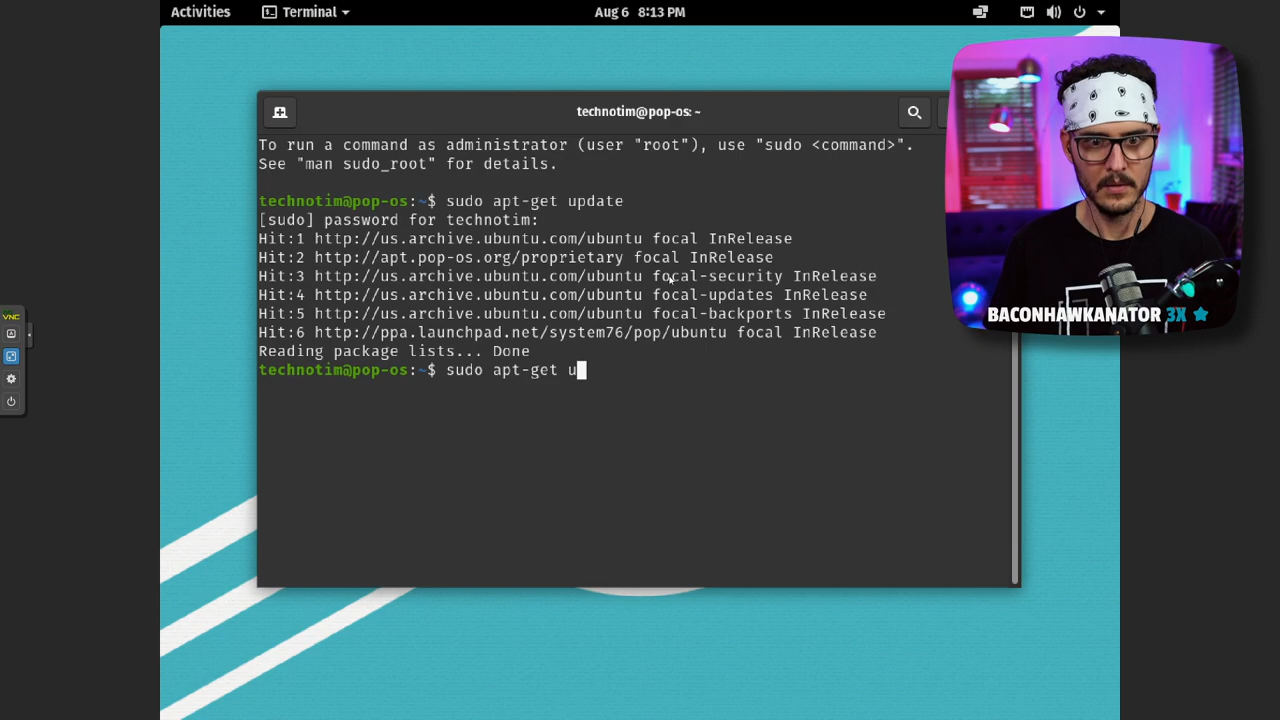 Activities
Terminal
Aug 6 8:13 PM
technotim@pop-os: ~
To run a command as administrator (user "root"), use "sudo <command>".
See "man sudo_root" for details.
technotim@pop-os:~$ sudo apt-get update
[sudo] password for technotim:
Hit:1 http://us.archive.ubuntu.com/ubuntu focal InRelease
Hit:2 http://apt.pop-os.org/proprietary focal InRelease
Hit:3 http://us.archive.ubuntu.com/ubuntu focal-security InRelease
Hit:4 http://us.archive.ubuntu.com/ubuntu focal-updates InRelease
Hit:5 http://us.archive.ubuntu.com/ubuntu focal-backports InRelease
Hit:6 http://ppa.launchpad.net/system76/pop/ubuntu focal InRelease
Reading package lists... Done
technotim@pop-os:~$ sudo apt-get u
BACONHAWKANATOR 3X
VNC
A